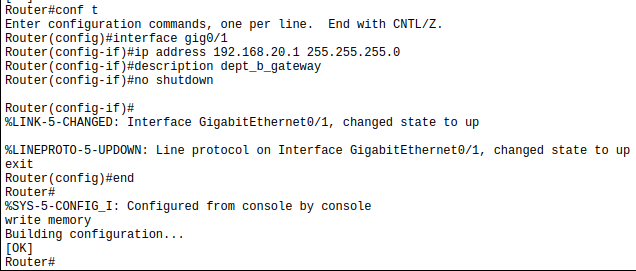 Router#conf t
Enter configuration commands, one per line.  End with CNTL/Z.
Router(config)#interface gig0/1
Router(config-if)#ip address 192.168.20.1 255.255.255.0
Router(config-if)#description dept_b_gateway
Router(config-if)#no shutdown
Router(config-if)#
%LINK-5-CHANGED: Interface GigabitEthernet0/1, changed state to up
%LINEPROTO-5-UPDOWN: Line protocol on Interface GigabitEthernet0/1, changed state to up
exit
Router(config)#end
Router#
%SYS-5-CONFIG_I: Configured from console by console
write memory
Building configuration...
[OK]
Router#